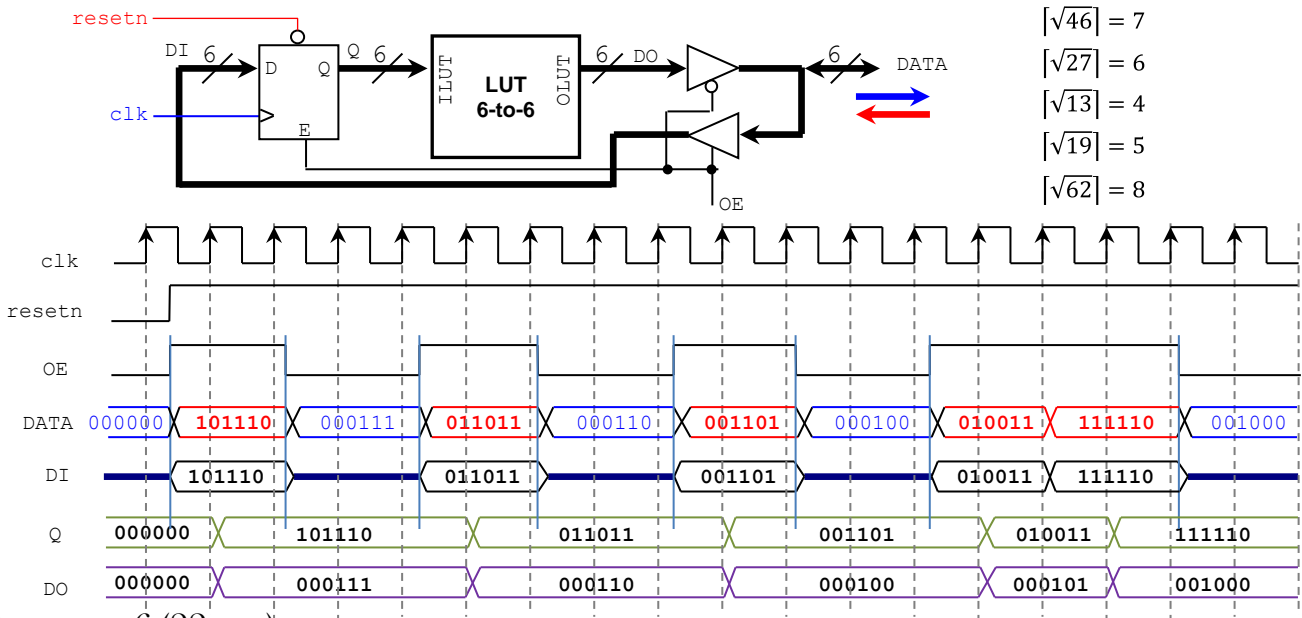 resetn
DI 6 Q 6 6 DO 6 DATA
D Q ILUT LUT 6-to-6 OLUT
clk
E
OE
⌈√46⌉ = 7
⌈√27⌉ = 6
⌈√13⌉ = 4
⌈√19⌉ = 5
⌈√62⌉ = 8
clk
resetn
OE
DATA 000000 101110 000111 011011 000110 001101 000100 010011 111110 001000
DI 101110 011011 001101 010011 111110
Q 000000 101110 011011 001101 010011 111110
DO 000000 000111 000110 000100 000101 001000